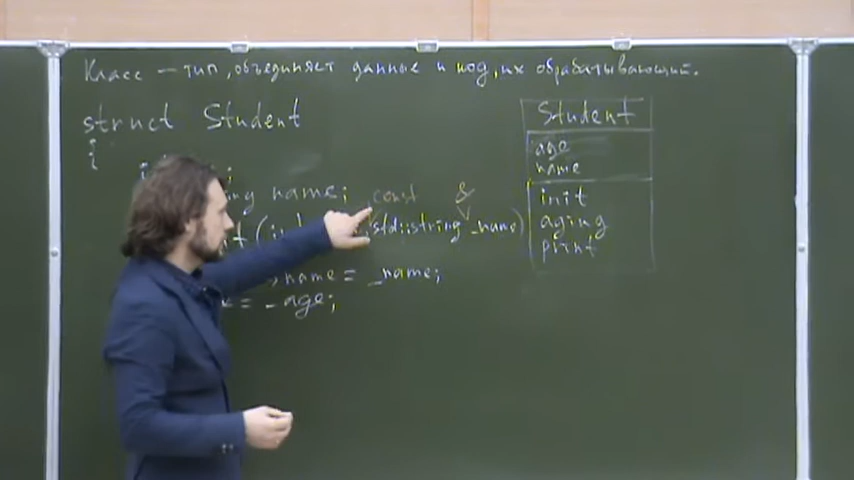 Класс — тип, объединяет данные и код, их обрабатывающий.
struct Student
{
name; const &
std::string _name)
name = _name;
= _age;
Student
age
name
init
aging
print